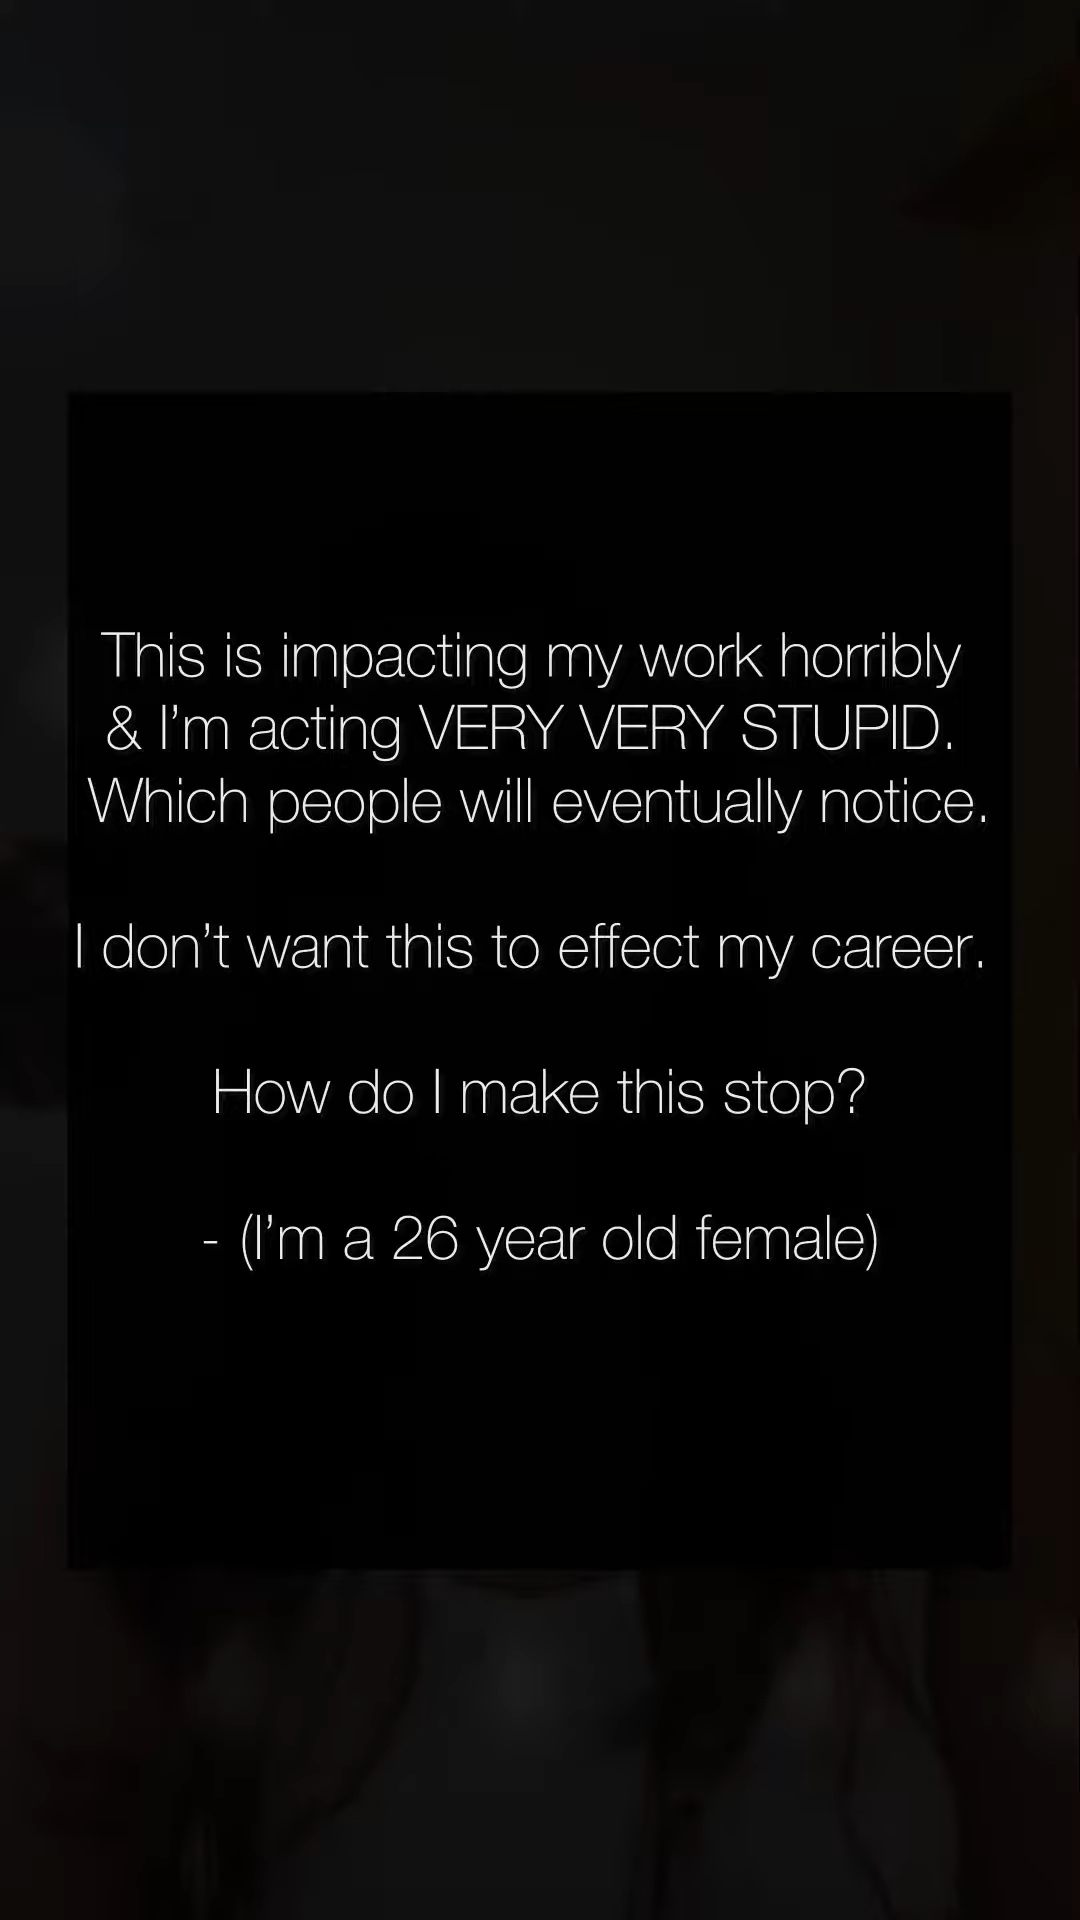 This is impacting my work horribly
& I'm acting VERY VERY STUPID.
Which people will eventually notice.
I don't want this to effect my career.
How do I make this stop?
- (I'm a 26 year old female)